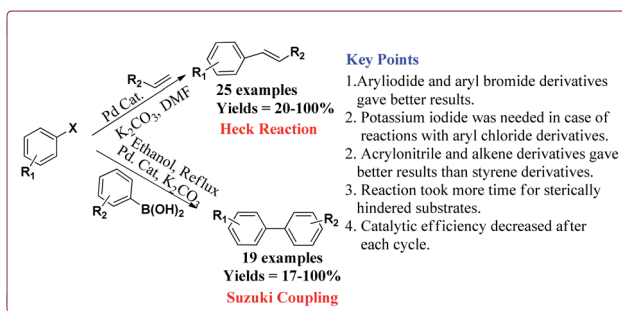 R2
Pd Cat.
K2CO3, DMF
R2
R1
25 examples
Yields = 20-100%
Heck Reaction
X
R1
Ethanol, Reflux
Pd. Cat, K2CO3
R2
B(OH)2
R1
R2
19 examples
Yields = 17-100%
Suzuki Coupling
Key Points
1.Aryliodide and aryl bromide derivatives
gave better results.
2. Potassium iodide was needed in case of
reactions with aryl chloride derivatives.
2. Acrylonitrile and alkene derivatives gave
better results than styrene derivatives.
3. Reaction took more time for sterically
hindered substrates.
4. Catalytic efficiency decreased after
each cycle.